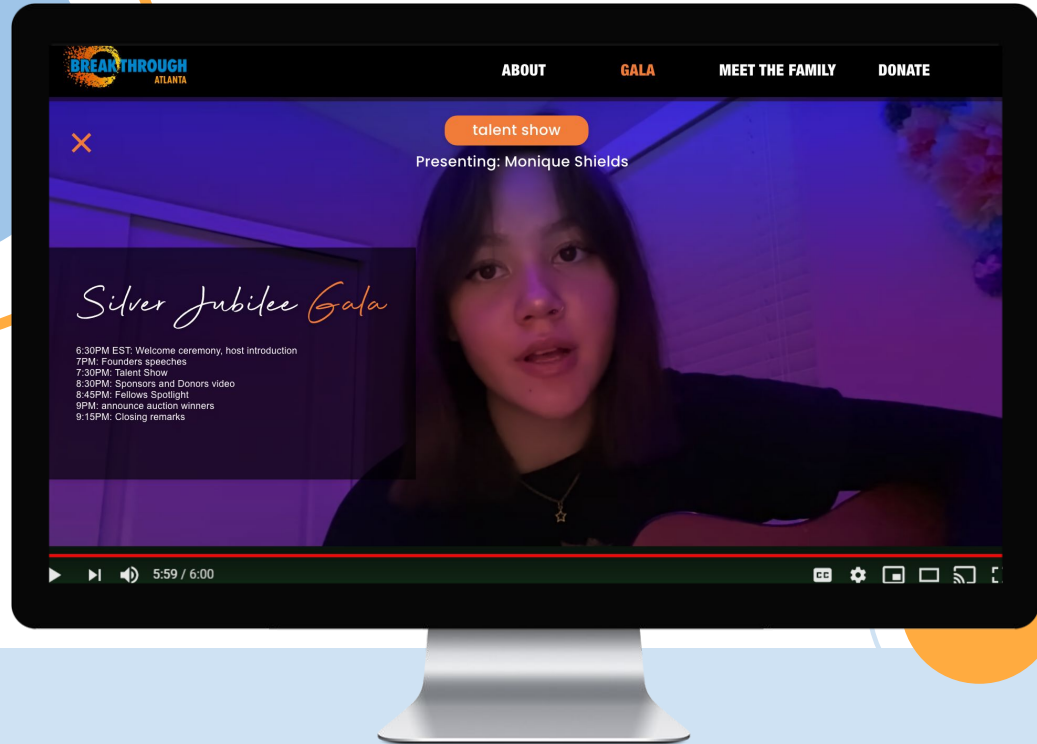 BREAKTHROUGH
ATLANTA
ABOUT
GALA
MEET THE FAMILY
DONATE
talent show
Presenting: Monique Shields
Silver Jubilee Gala
6:30PM EST: Welcome ceremony, host introduction
7PM: Founders speeches
7:30PM: Talent Show
8:30PM: Sponsors and Donors video
8:45PM: Fellows Spotlight
9PM: announce auction winners
9:15PM: Closing remarks
5:59 / 6:00
CC